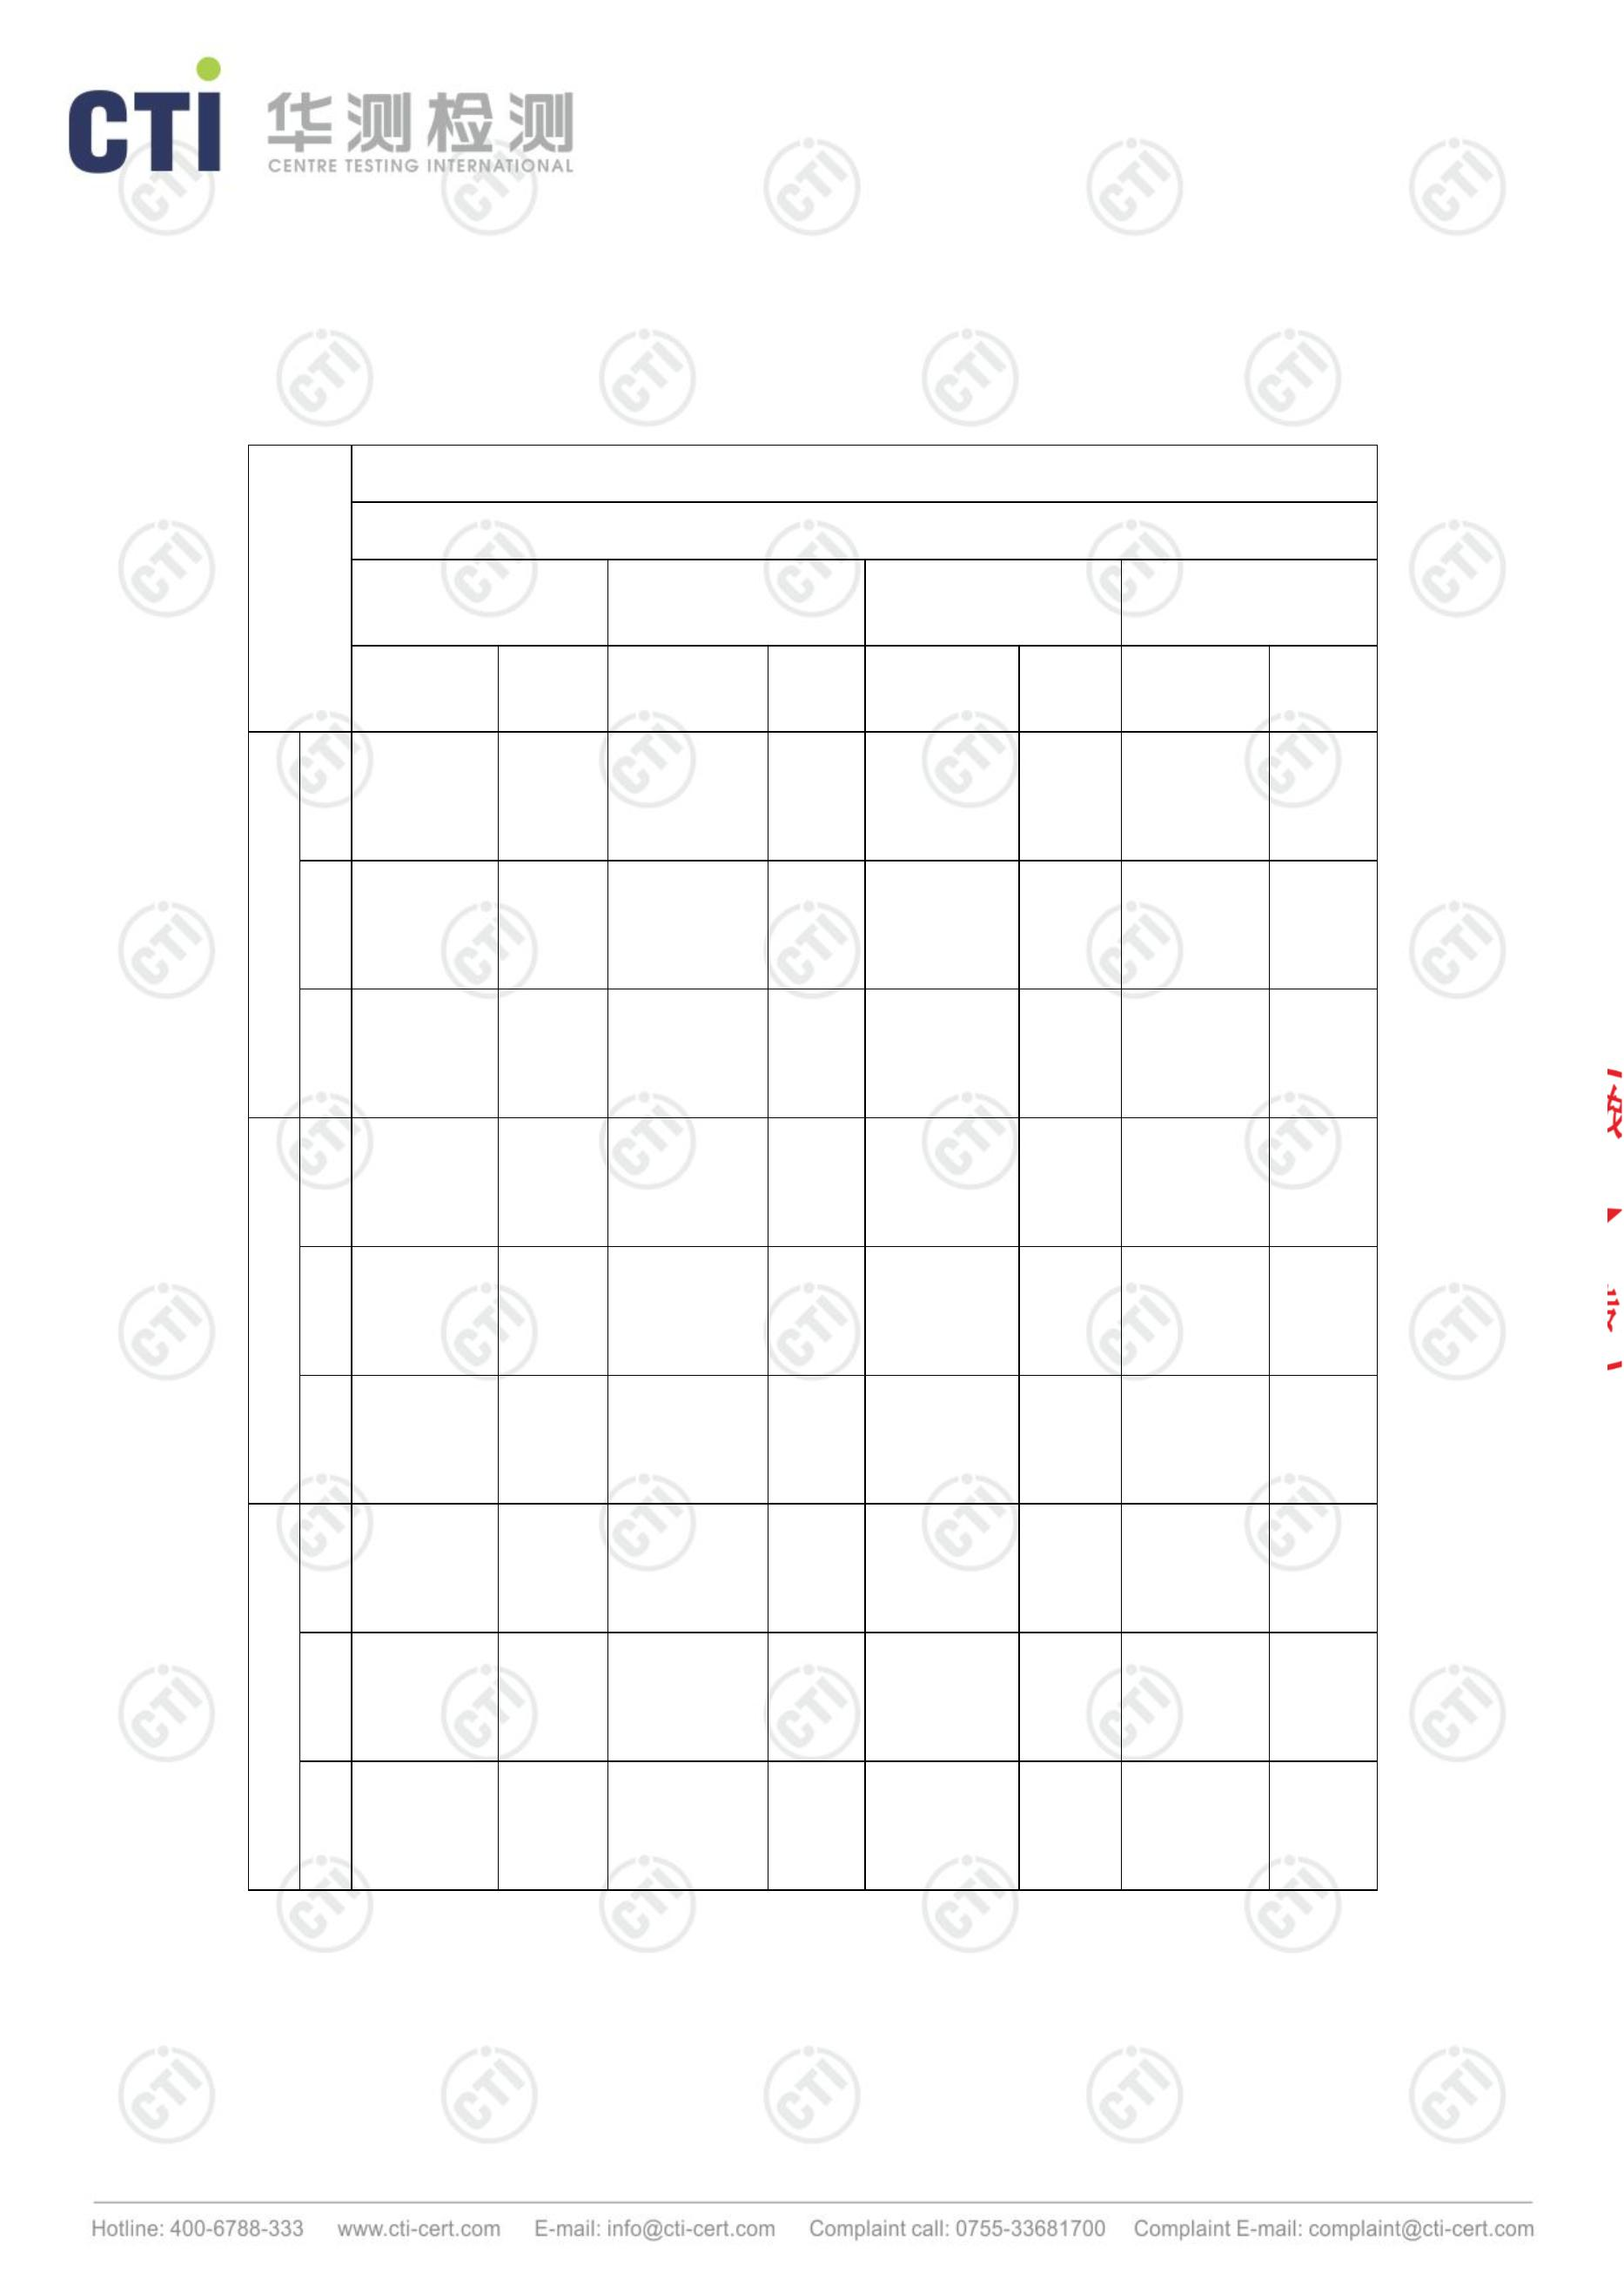 CTI 华测检测
CENTRE TESTING INTERNATIONAL
Hotline: 400-6788-333 www.cti-cert.com E-mail: info@cti-cert.com Complaint call: 0755-33681700 Complaint E-mail: complaint@cti-cert.com